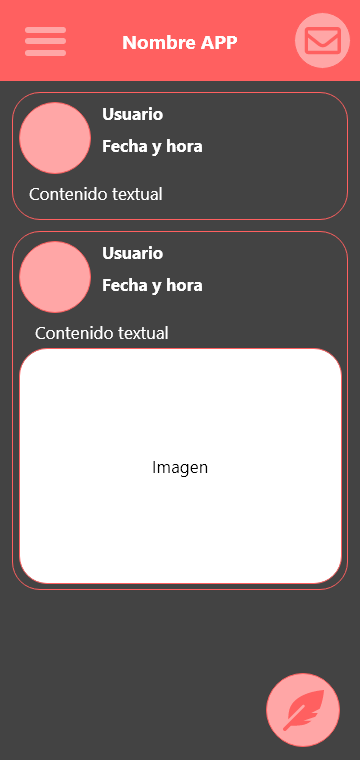 Nombre APP
Usuario
Fecha y hora
Contenido textual
Usuario
Fecha y hora
Contenido textual
Imagen